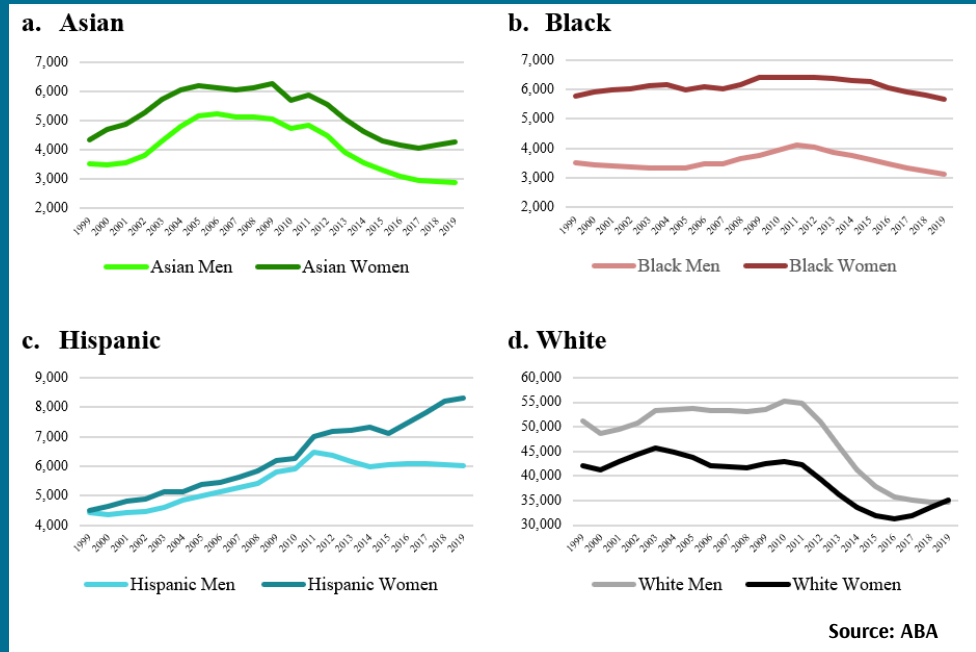 a. Asian
7,000
6,000
5,000
4,000
3,000
2,000
1999 2000 2001 2002 2003 2004 2005 2006 2007 2008 2009 2010 2011 2012 2013 2014 2015 2016 2017 2018 2019
Asian Men Asian Women
b. Black
7,000
6,000
5,000
4,000
3,000
2,000
1999 2000 2001 2002 2003 2004 2005 2006 2007 2008 2009 2010 2011 2012 2013 2014 2015 2016 2017 2018 2019
Black Men Black Women
c. Hispanic
9,000
8,000
7,000
6,000
5,000
4,000
1999 2000 2001 2002 2003 2004 2005 2006 2007 2008 2009 2010 2011 2012 2013 2014 2015 2016 2017 2018 2019
Hispanic Men Hispanic Women
d. White
60,000
55,000
50,000
45,000
40,000
35,000
30,000
1999 2000 2001 2002 2003 2004 2005 2006 2007 2008 2009 2010 2011 2012 2013 2014 2015 2016 2017 2018 2019
White Men White Women
Source: ABA